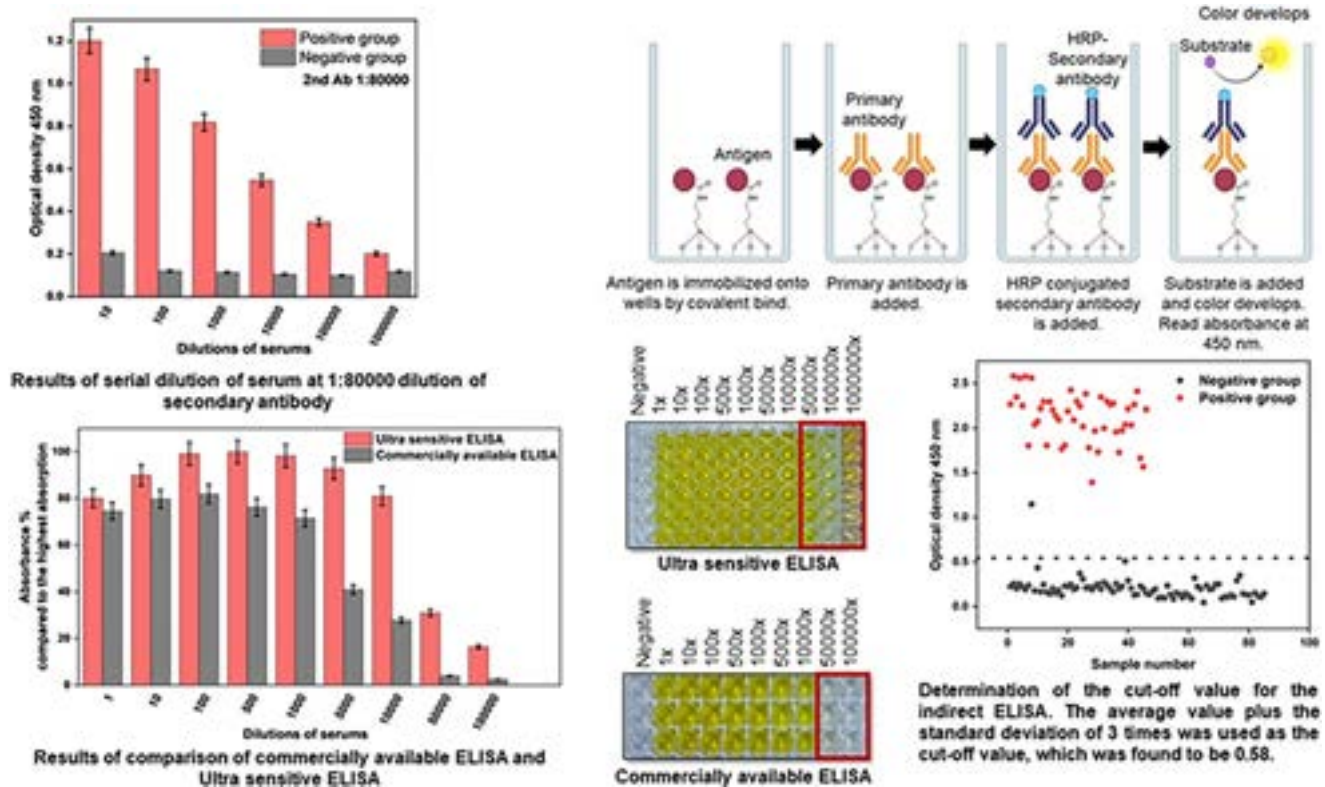 Positive group
Negative group
2nd Ab 1:80000
Optical density 450 nm
1.2
1.0
0.8
0.6
0.4
0.2
0.0
10
100
1000
10000
100000
1000000
Dilutions of serums
Results of serial dilution of serum at 1:80000 dilution of
secondary antibody
Color develops
Substrate
HRP-
Secondary
antibody
Primary
antibody
Antigen
Antigen is immobilized onto
wells by covalent bind.
Primary antibody is
added.
HRP conjugated
secondary antibody
is added.
Substrate is added
and color develops.
Read absorbance at
450 nm.
Ultra sensitive ELISA
Commercially available ELISA
Absorbance %
compared to the highest absorption
100
80
60
40
20
0
1
10
100
500
1000
5000
10000
50000
100000
Dilutions of serums
Results of comparison of commercially available ELISA and
Ultra sensitive ELISA
Negative
1x
10x
100x
500x
1000x
5000x
10000x
50000x
100000x
1000000x
Ultra sensitive ELISA
Negative
1x
10x
100x
500x
1000x
5000x
10000x
50000x
100000x
Commercially available ELISA
Negative group
Positive group
Optical density 450 nm
2.5
2.0
1.5
1.0
0.5
0.0
0
20
40
60
80
100
Sample number
Determination of the cut-off value for the
indirect ELISA. The average value plus the
standard deviation of 3 times was used as the
cut-off value, which was found to be 0.58.